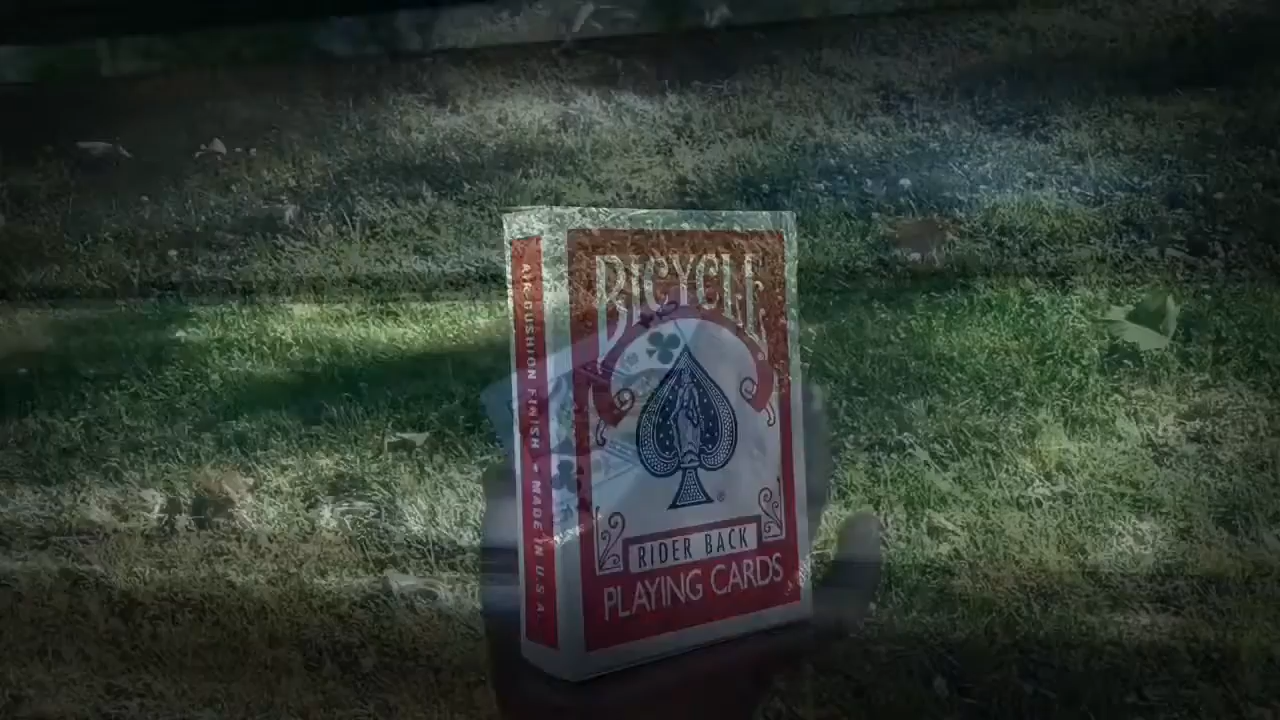 BICYCLE
RIDER BACK
PLAYING CARDS
AIR-CUSHION FINISH • MADE IN U.S.A.